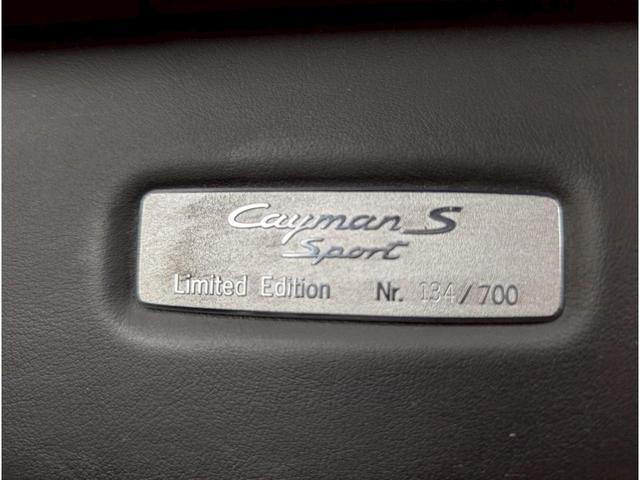 Cayman S
Sport
Limited Edition Nr. 134/700